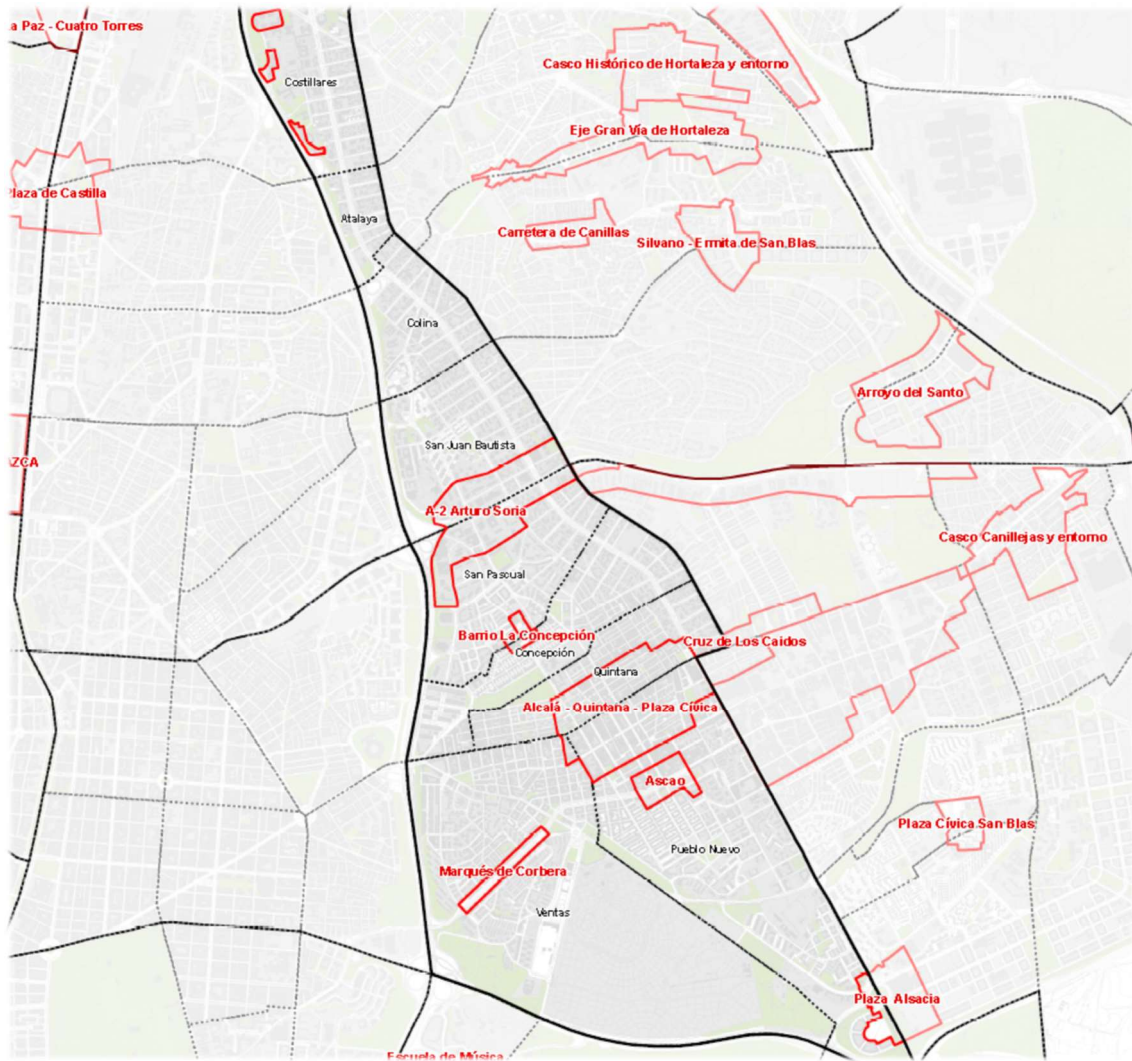 a Paz - Cuatro Torres
Costillares
Casco Histórico de Hortaleza y entorno
Eje Gran Vía de Hortaleza
laza de Castilla
Atalaya
Carretera de Canillas
Silvano - Ermita de San Blas
Colina
Arroyo del Santo
San Juan Bautista
ZCA
A-2 Arturo Soria
Casco Canillejas y entorno
San Pascual
Barrio La Concepción
Cruz de Los Caidos
Concepción
Quintana
Alcalá - Quintana - Plaza Cívica
Ascao
Plaza Cívica San Blas
Pueblo Nuevo
Marqués de Corbera
Ventas
Plaza Alsacia
Escuela de Música